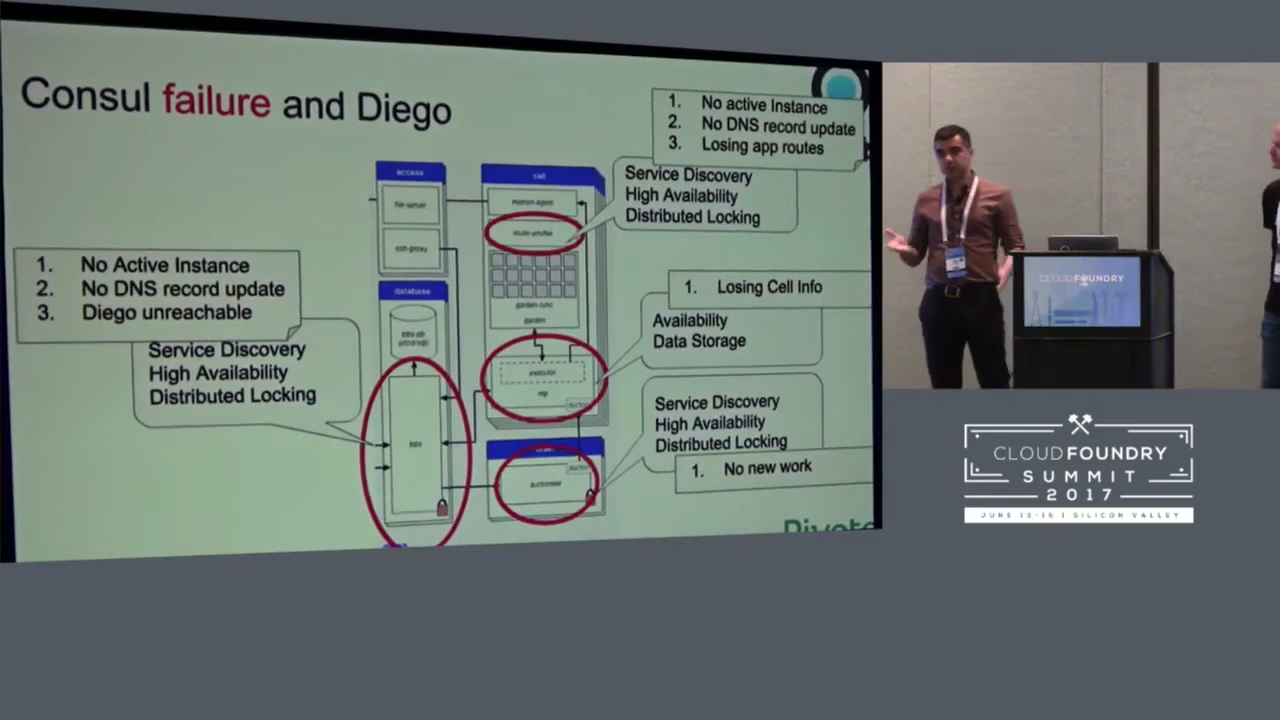 Consul failure and Diego
1. No active Instance
2. No DNS record update
3. Losing app routes
Service Discovery
High Availability
Distributed Locking
access
file-server
ssh-proxy
cell
route-emitter
garden-runc
garden
1. No Active Instance
2. No DNS record update
3. Diego unreachable
Service Discovery
High Availability
Distributed Locking
database
BBS
1. Losing Cell Info
Availability
Data Storage
executor
rep
Service Discovery
High Availability
Distributed Locking
1. No new work
auctioneer
CLOUDFOUNDRY
CLOUDFOUNDRY
SUMMIT
2017
JUNE 13-15 | SILICON VALLEY